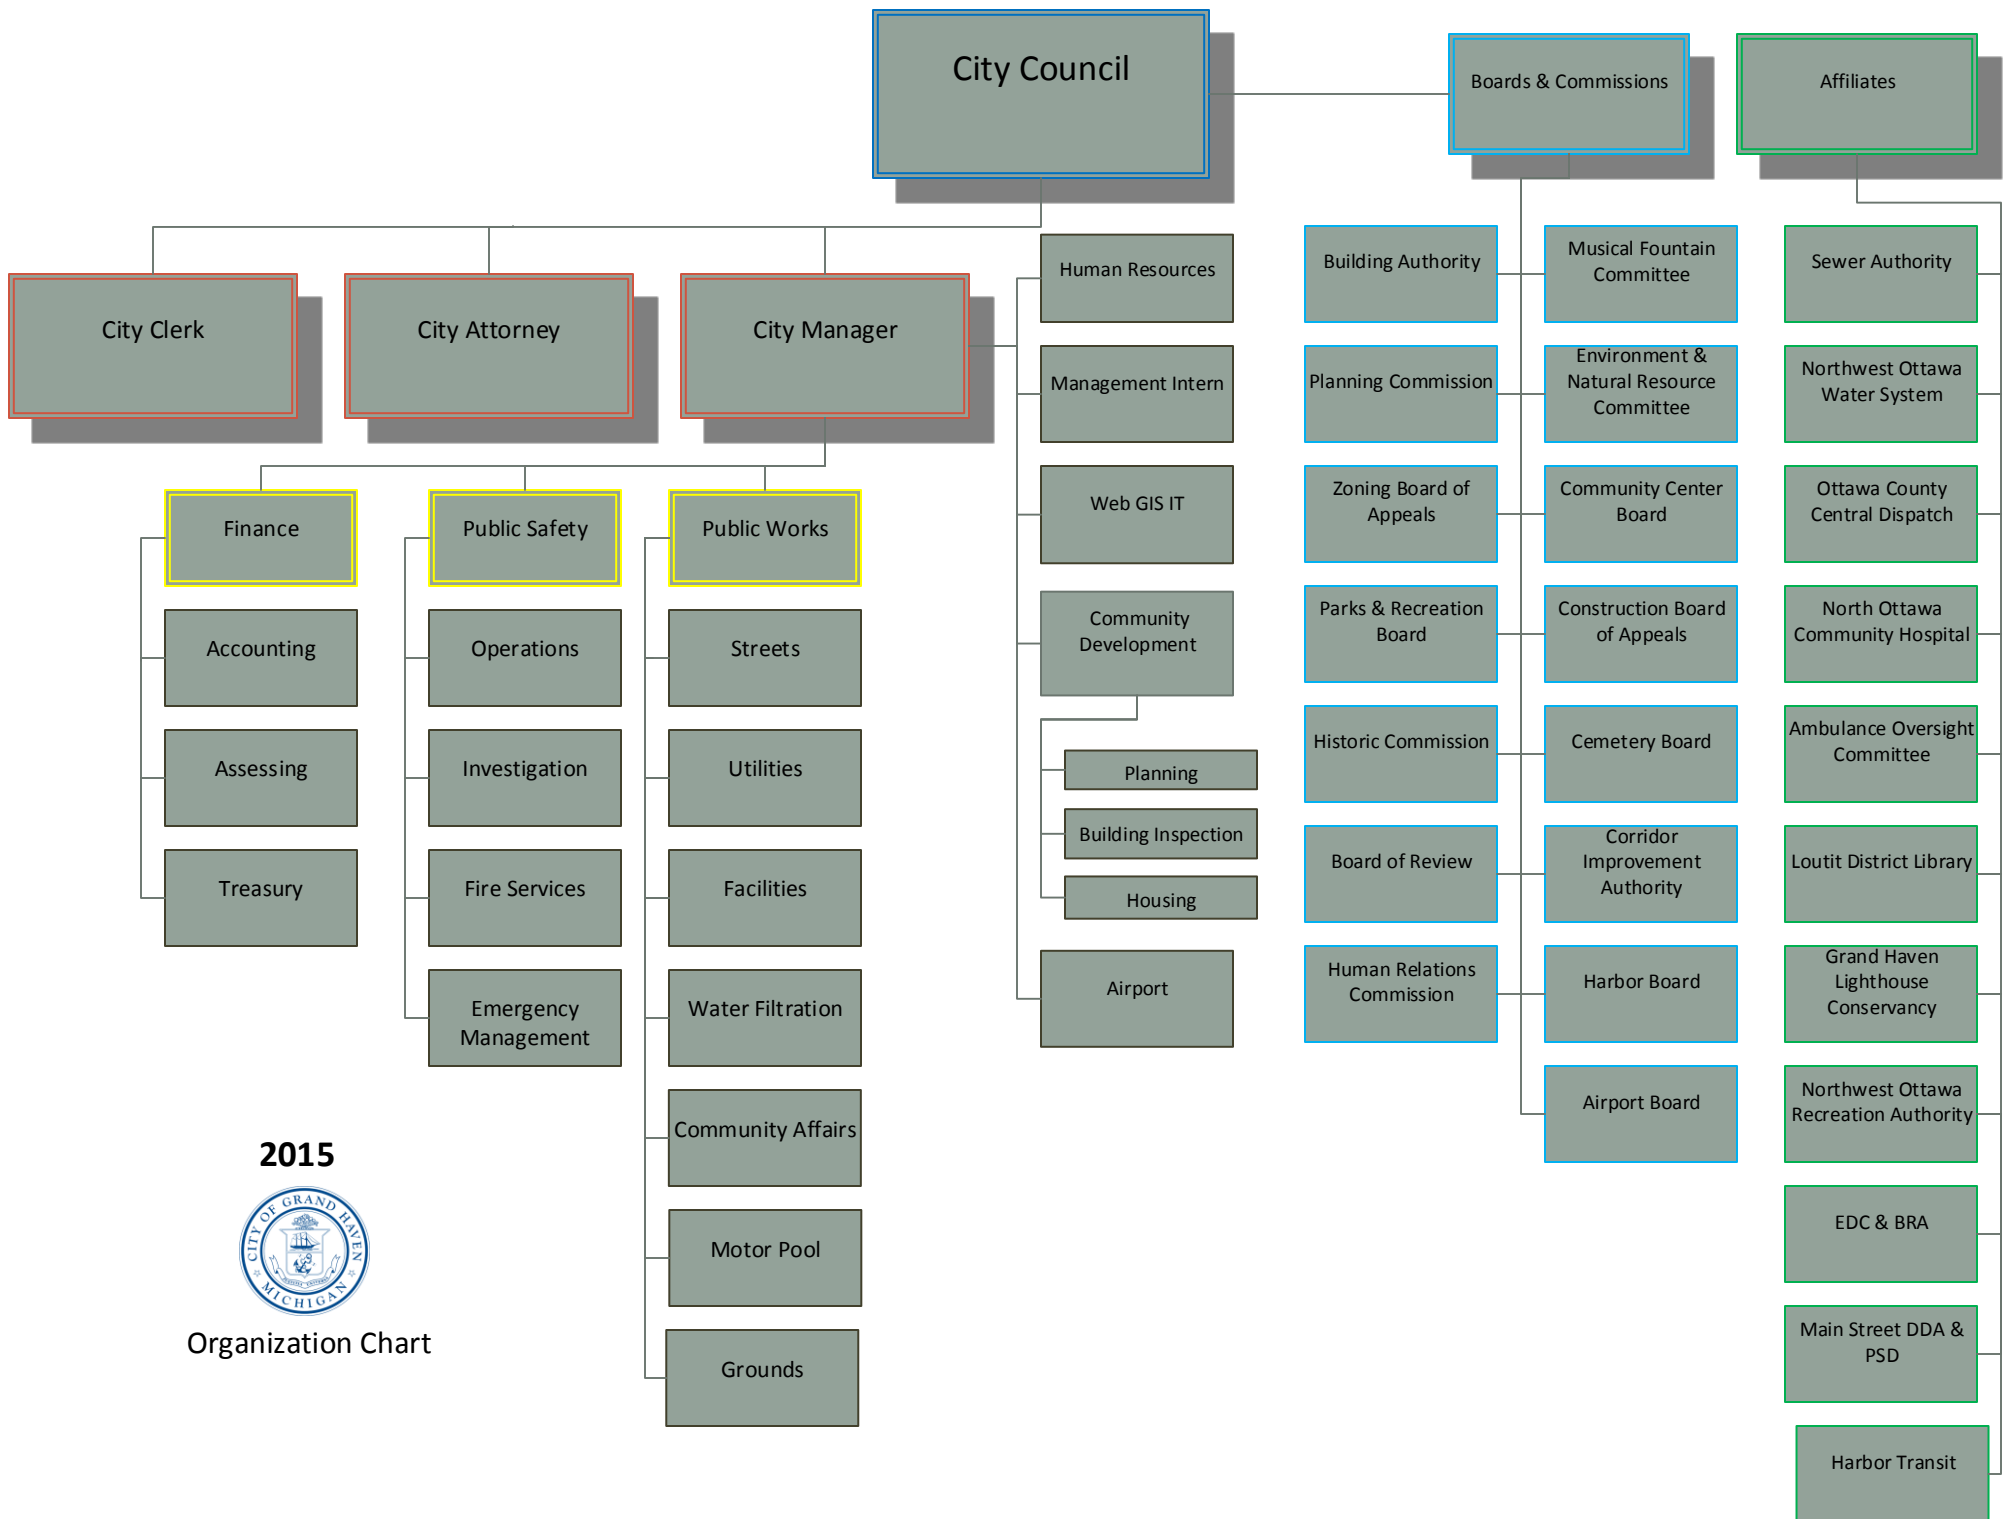 City Council
Boards & Commissions
Affiliates
City Clerk
City Attorney
City Manager
Finance
Accounting
Assessing
Treasury
Public Safety
Operations
Investigation
Fire Services
Emergency
Management
Public Works
Streets
Utilities
Facilities
Water Filtration
Community Affairs
Motor Pool
Grounds
Human Resources
Management Intern
Web GIS IT
Community
Development
Planning
Building Inspection
Housing
Airport
Building Authority
Planning Commission
Zoning Board of
Appeals
Parks & Recreation
Board
Historic Commission
Board of Review
Human Relations
Commission
Musical Fountain
Committee
Environment &
Natural Resource
Committee
Community Center
Board
Construction Board
of Appeals
Cemetery Board
Corridor
Improvement
Authority
Harbor Board
Airport Board
Sewer Authority
Northwest Ottawa
Water System
Ottawa County
Central Dispatch
North Ottawa
Community Hospital
Ambulance Oversight
Committee
Loutit District Library
Grand Haven
Lighthouse
Conservancy
Northwest Ottawa
Recreation Authority
EDC & BRA
Main Street DDA &
PSD
Harbor Transit
2015
CITY OF GRAND HAVEN
MICHIGAN
Organization Chart